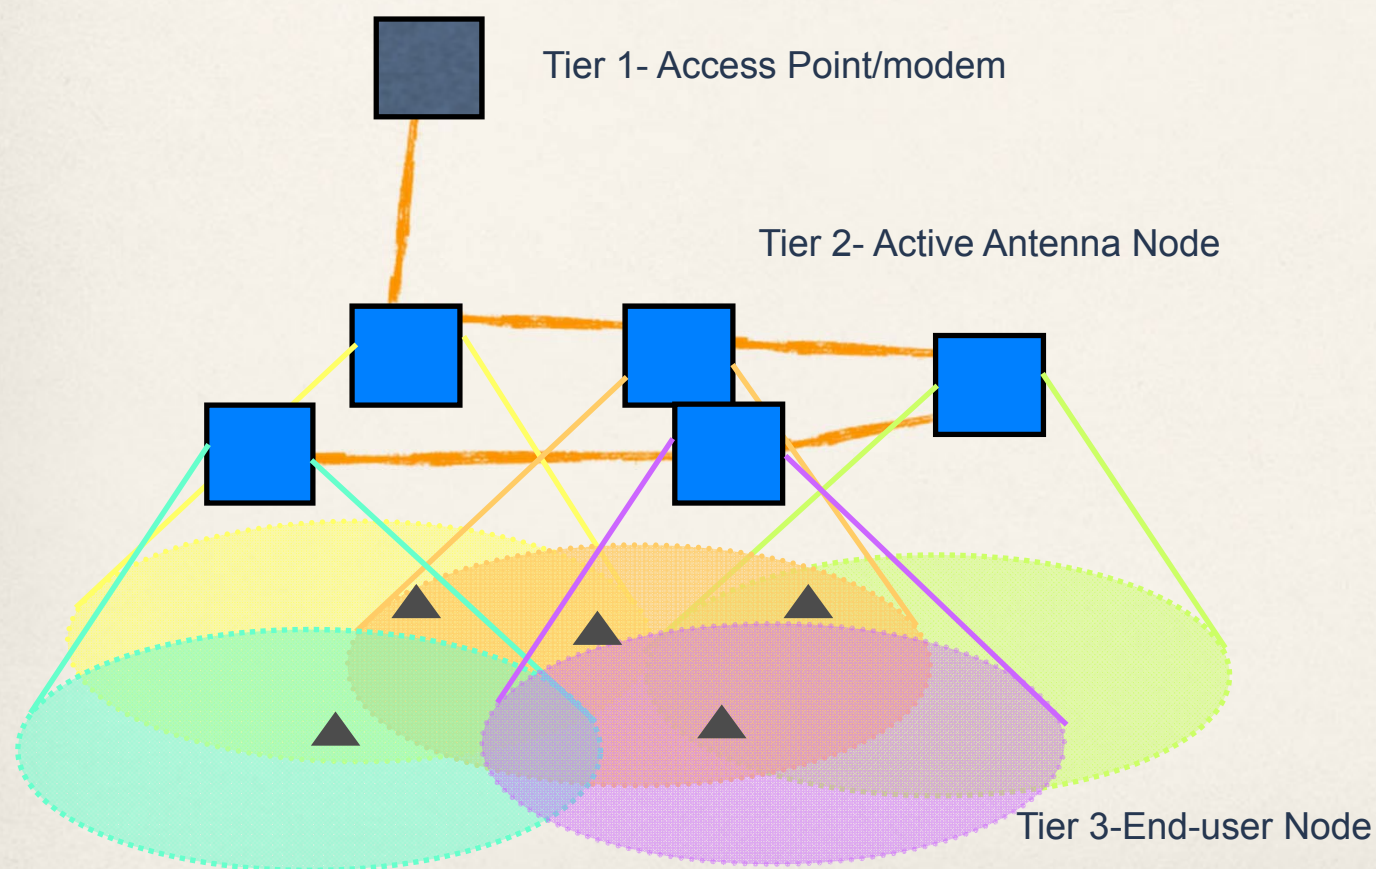 Tier 1- Access Point/modem
Tier 2- Active Antenna Node
Tier 3-End-user Node